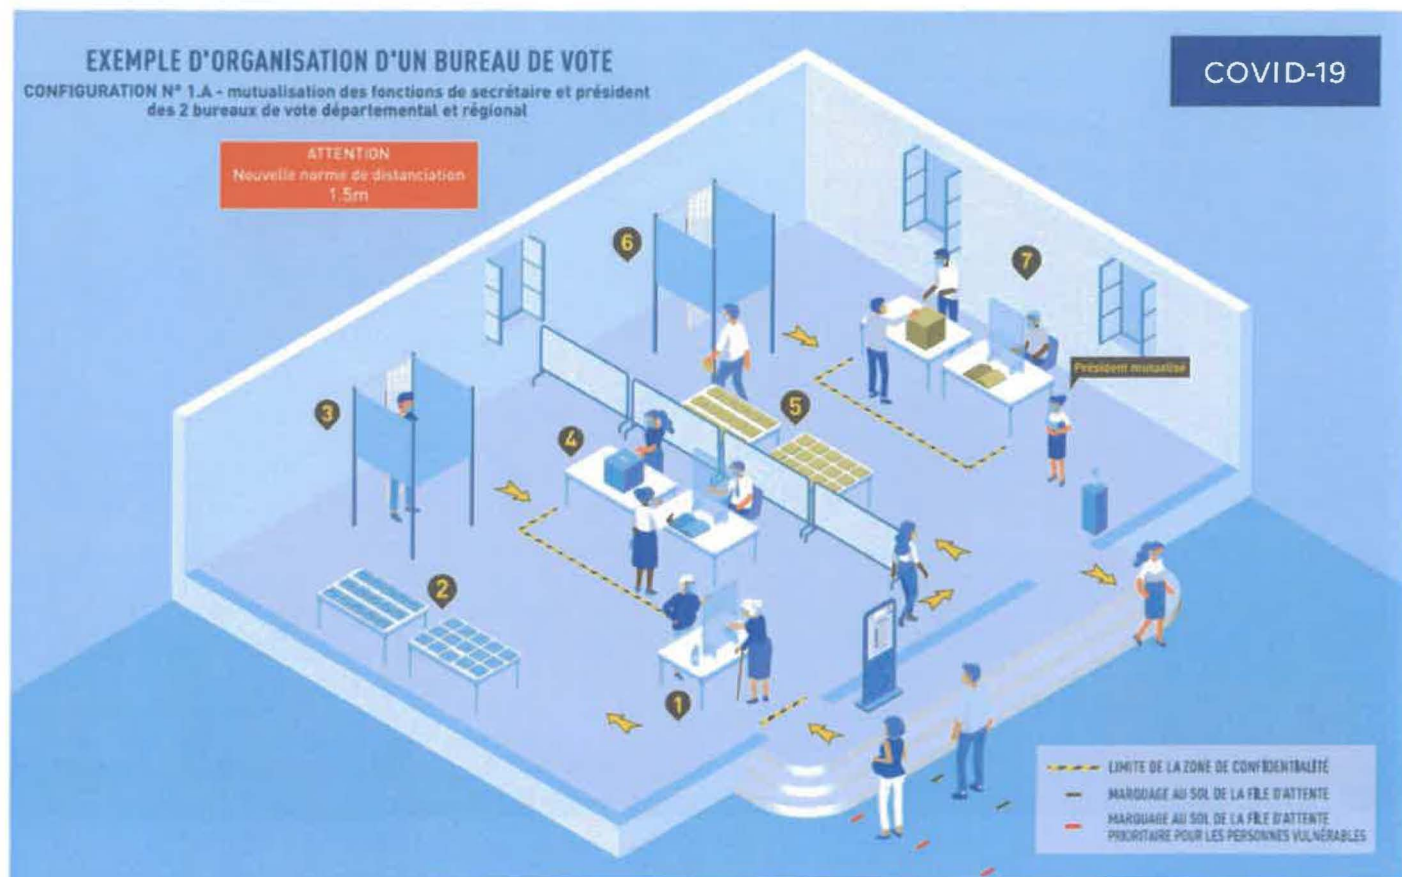 EXEMPLE D'ORGANISATION D'UN BUREAU DE VOTE
CONFIGURATION N° 1.A - mutualisation des fonctions de secrétaire et président
des 2 bureaux de vote départemental et régional
COVID-19
ATTENTION
Nouvelle norme de distanciation
1.5m
6
7
Président mutualisé
3
5
4
2
1
LIMITE DE LA ZONE DE CONFIDENTIALITÉ
MARQUAGE AU SOL DE LA FILE D'ATTENTE
MARQUAGE AU SOL DE LA FILE D'ATTENTE
PRIORITAIRE POUR LES PERSONNES VULNÉRABLES